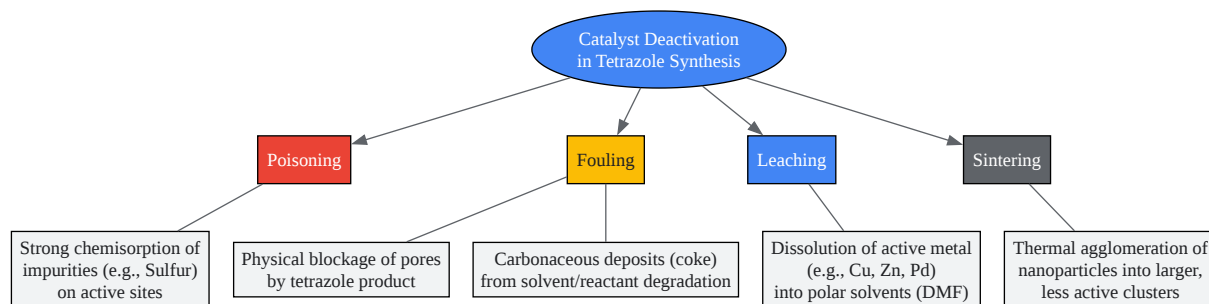 Catalyst Deactivation
in Tetrazole Synthesis
Poisoning
Fouling
Leaching
Sintering
Strong chemisorption of
impurities (e.g., Sulfur)
on active sites
Physical blockage of pores
by tetrazole product
Carbonaceous deposits (coke)
from solvent/reactant degradation
Dissolution of active metal
(e.g., Cu, Zn, Pd)
into polar solvents (DMF)
Thermal agglomeration of
nanoparticles into larger,
less active clusters